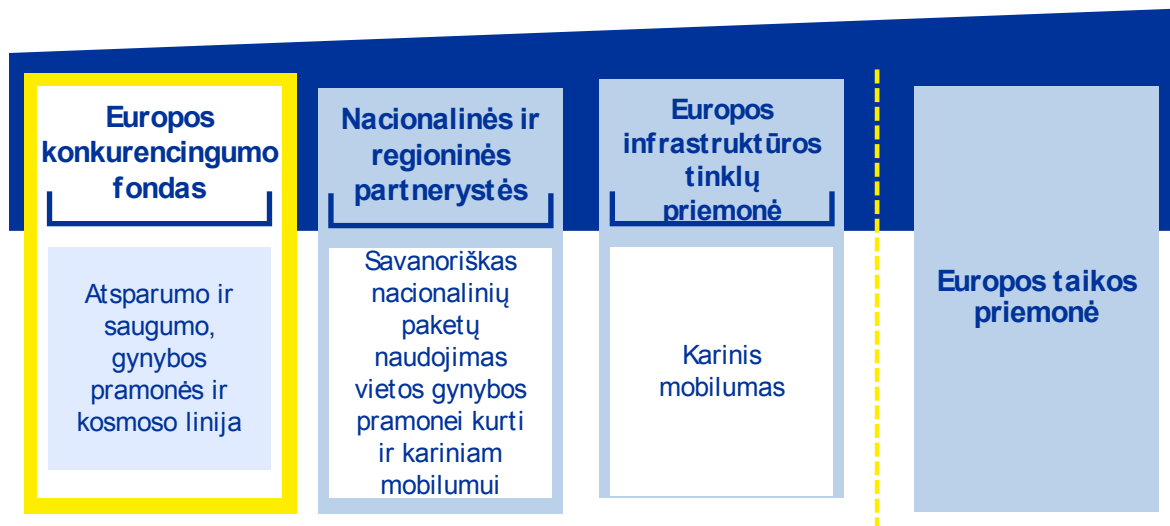 Europos
konkurencingumo
fondas
Atsparumo ir
saugumo,
gynybos
pramonės ir
kosmoso linija
Nacionalinės ir
regioninės
partnerystės
Savanoriškas
nacionalinių
paketų
naudojimas
vietos gynybos
pramonei kurti
ir kariniam
mobilumui
Europos
infrastruktūros
tinklų
priemonė
Karinis
mobilumas
Europos taikos
priemonė